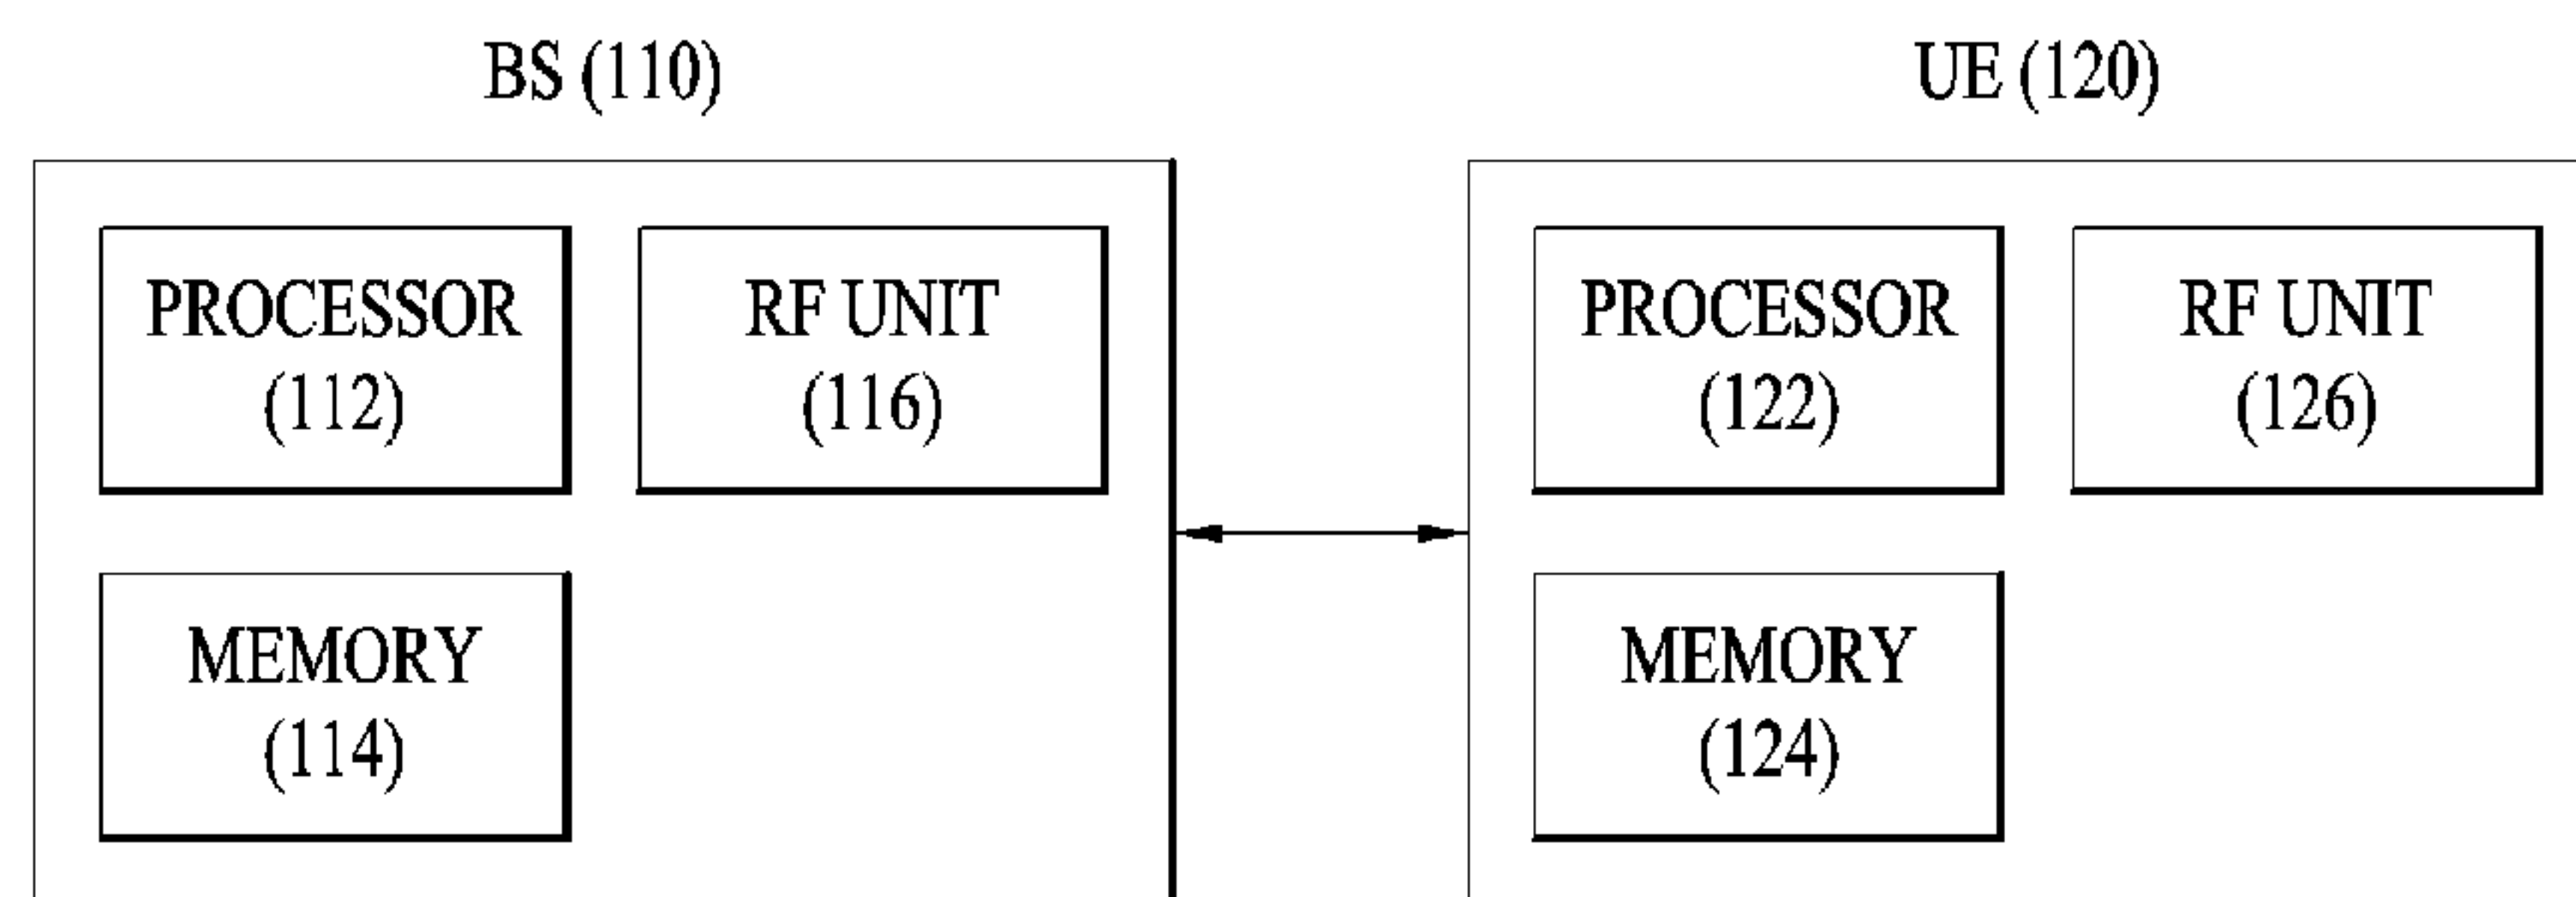 BS (110)
PROCESSOR
(112)
RF UNIT
(116)
MEMORY
(114)
UE (120)
PROCESSOR
(122)
RF UNIT
(126)
MEMORY
(124)